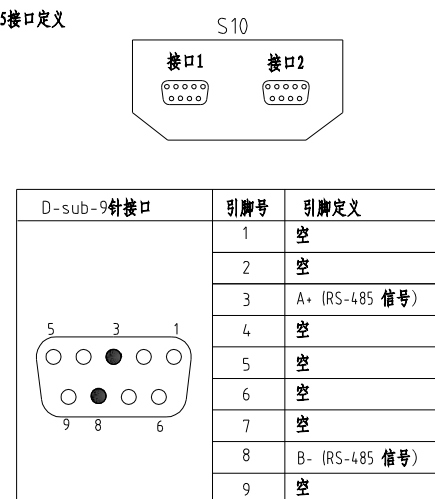 5接口定义
S10
接口1 接口2
D-sub-9针接口 引脚号 引脚定义
1 空
2 空
3 A+ (RS-485 信号)
4 空
5 空
6 空
7 空
8 B- (RS-485 信号)
9 空
5 3 1
9 8 6